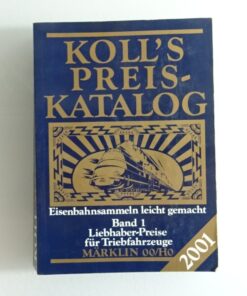 KOLL'S
PREIS-
KATALOG
Eisenbahnsammeln leicht gemacht
Band 1
Liebhaber-Preise
für Triebfahrzeuge
MÄRKLIN 00/H0
2001